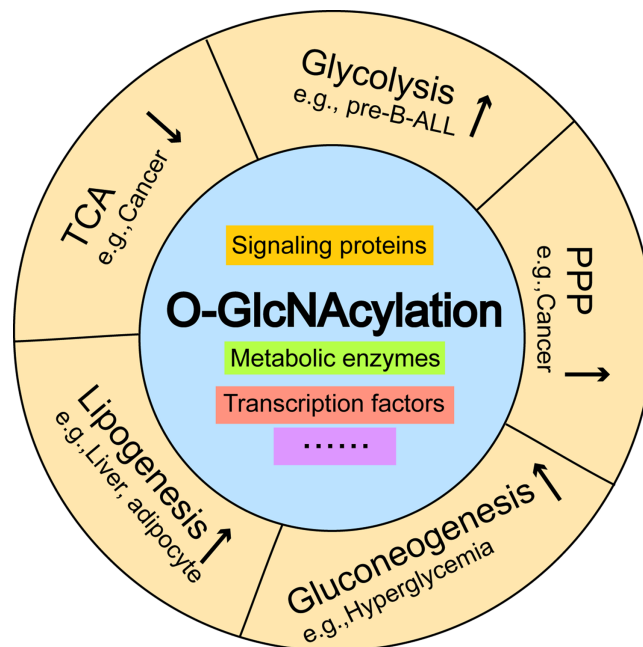 Glycolysis
e.g., pre-B-ALL
PPP
e.g.,Cancer
Gluconeogenesis
e.g.,Hyperglycemia
Lipogenesis
e.g.,Liver, adipocyte
TCA
e.g.,Cancer
Signaling proteins
O-GlcNAcylation
Metabolic enzymes
Transcription factors
......